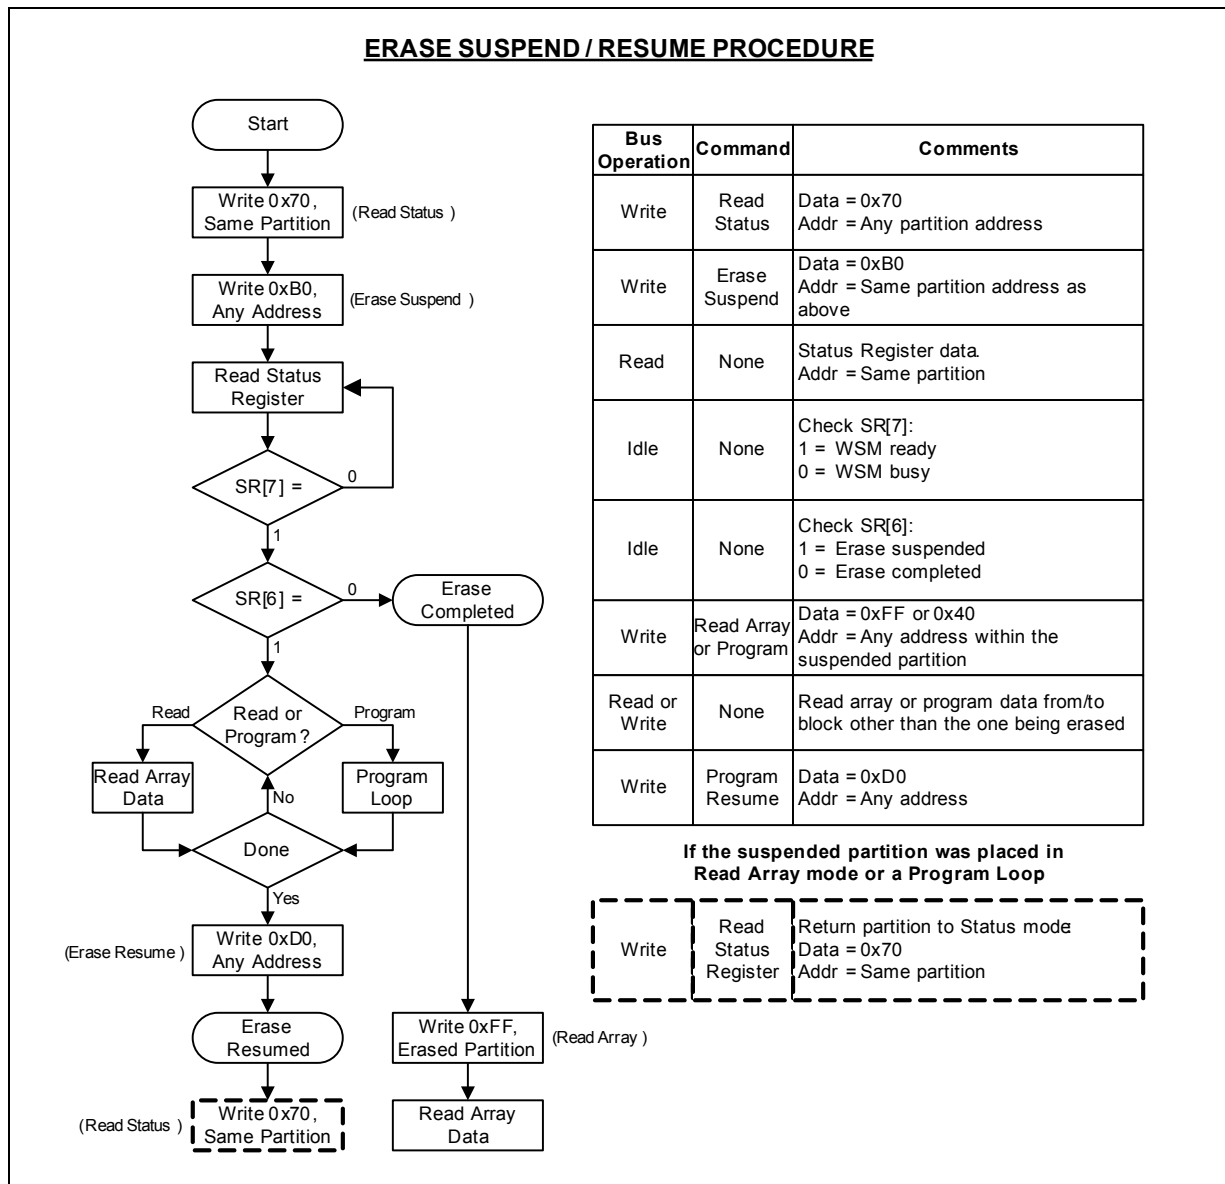 ERASE SUSPEND / RESUME PROCEDURE
Start
Write 0x70,
Same Partition
(Read Status )
Write 0xB0,
Any Address
(Erase Suspend )
Read Status
Register
SR[7] =
0
1
SR[6] =
0
Erase
Completed
1
Read
Read or
Program ?
Program
Read Array
Data
No
Program
Loop
Done
Yes
(Erase Resume )
Write 0xD0,
Any Address
Erase
Resumed
Write 0xFF,
Erased Partition
(Read Array )
(Read Status )
Write 0x70,
Same Partition
Read Array
Data
Bus
Operation
Command
Comments
Write
Read
Status
Data = 0x70
Addr = Any partition address
Write
Erase
Suspend
Data = 0xB0
Addr = Same partition address as
above
Read
None
Status Register data.
Addr = Same partition
Idle
None
Check SR[7]:
1 = WSM ready
0 = WSM busy
Idle
None
Check SR[6]:
1 = Erase suspended
0 = Erase completed
Write
Read Array
or Program
Data = 0xFF or 0x40
Addr = Any address within the
suspended partition
Read or
Write
None
Read array or program data from/to
block other than the one being erased
Write
Program
Resume
Data = 0xD0
Addr = Any address
If the suspended partition was placed in
Read Array mode or a Program Loop
Write
Read
Status
Register
Return partition to Status mode:
Data = 0x70
Addr = Same partition